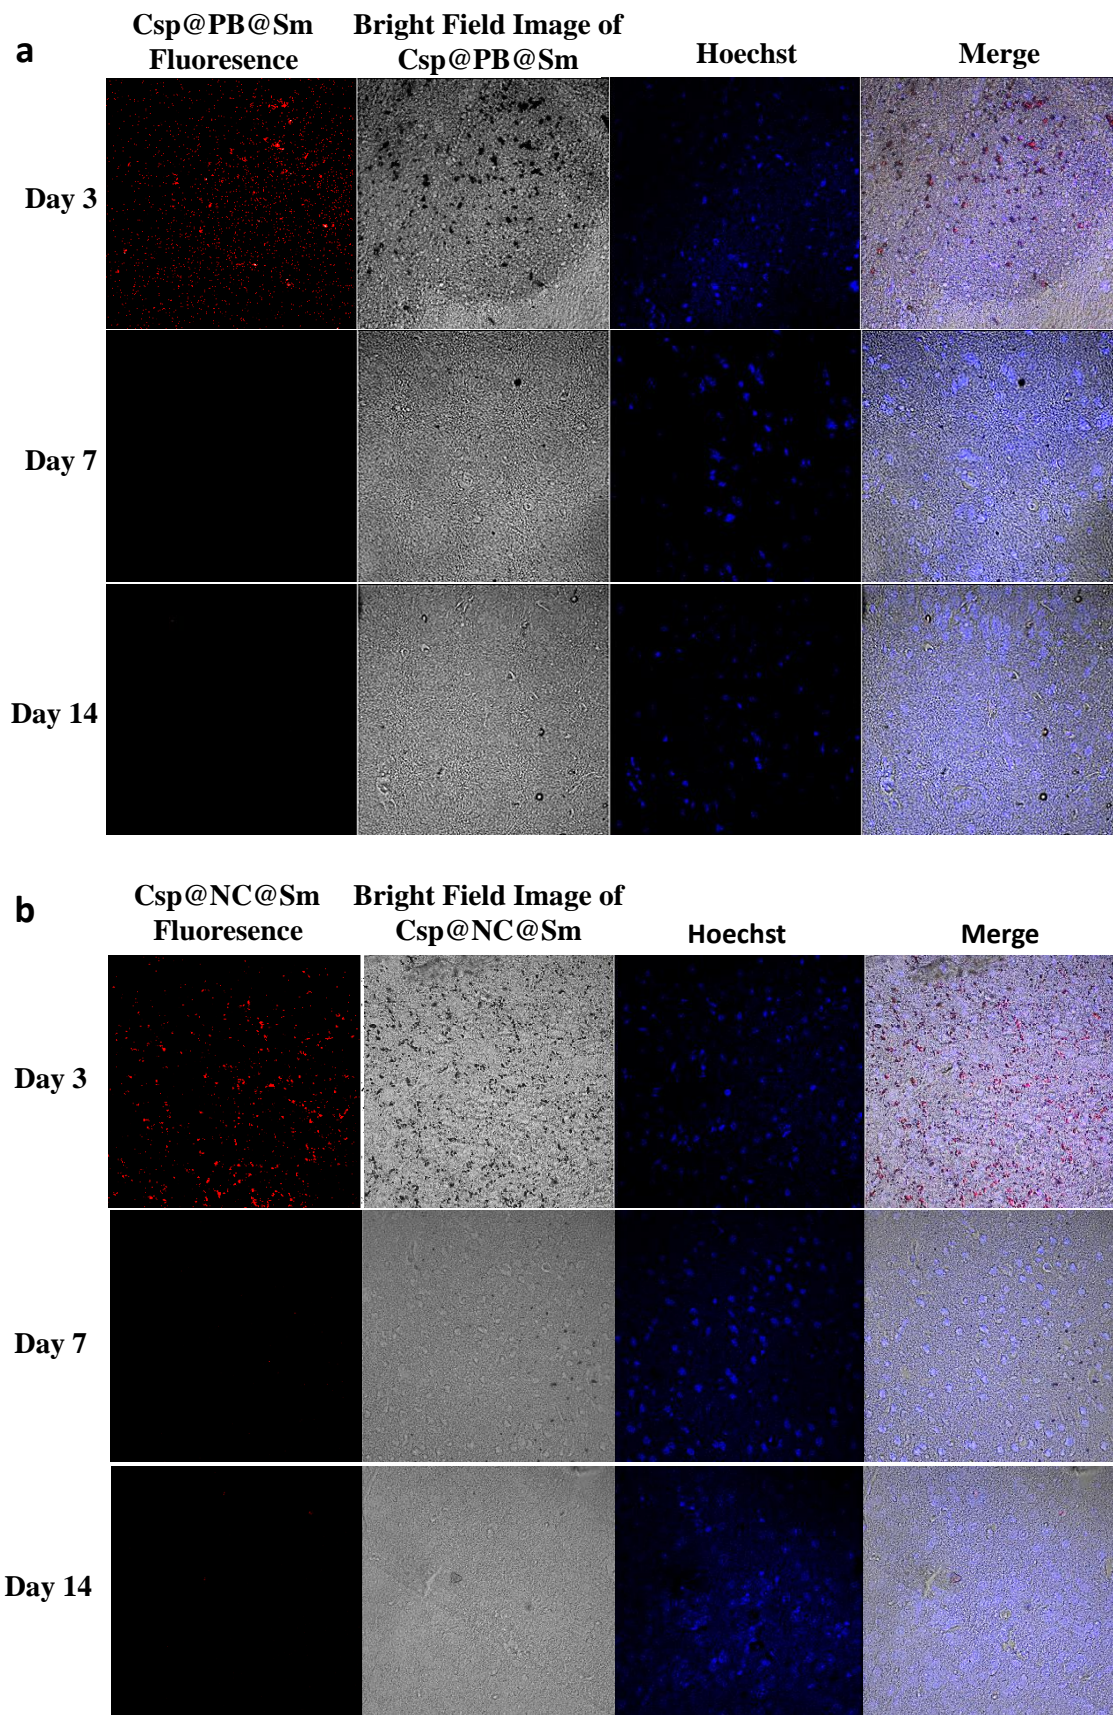 a
Csp@PB@Sm
Fluoresence
Bright Field Image of
Csp@PB@Sm
Hoechst
Merge
Day 3
Day 7
Day 14
b
Csp@NC@Sm
Fluoresence
Bright Field Image of
Csp@NC@Sm
Hoechst
Merge
Day 3
Day 7
Day 14